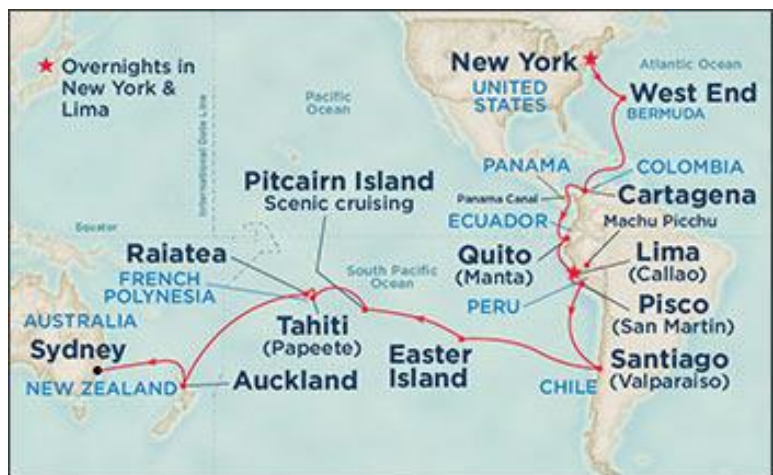 ★ Overnights in
New York &
Lima
International Date Line
Pacific
Ocean
New York
UNITED
STATES
Atlantic Ocean
West End
BERMUDA
PANAMA
COLOMBIA
Panama Canal
Cartagena
ECUADOR
Machu Picchu
Pitcairn Island
Scenic cruising
Equator
Quito
(Manta)
Lima
(Callao)
Raiatea
FRENCH
POLYNESIA
South Pacific
Ocean
PERU
Pisco
(San Martin)
Tahiti
(Papeete)
AUSTRALIA
Sydney
Easter
Island
Santiago
(Valparaiso)
NEW ZEALAND
Auckland
CHILE